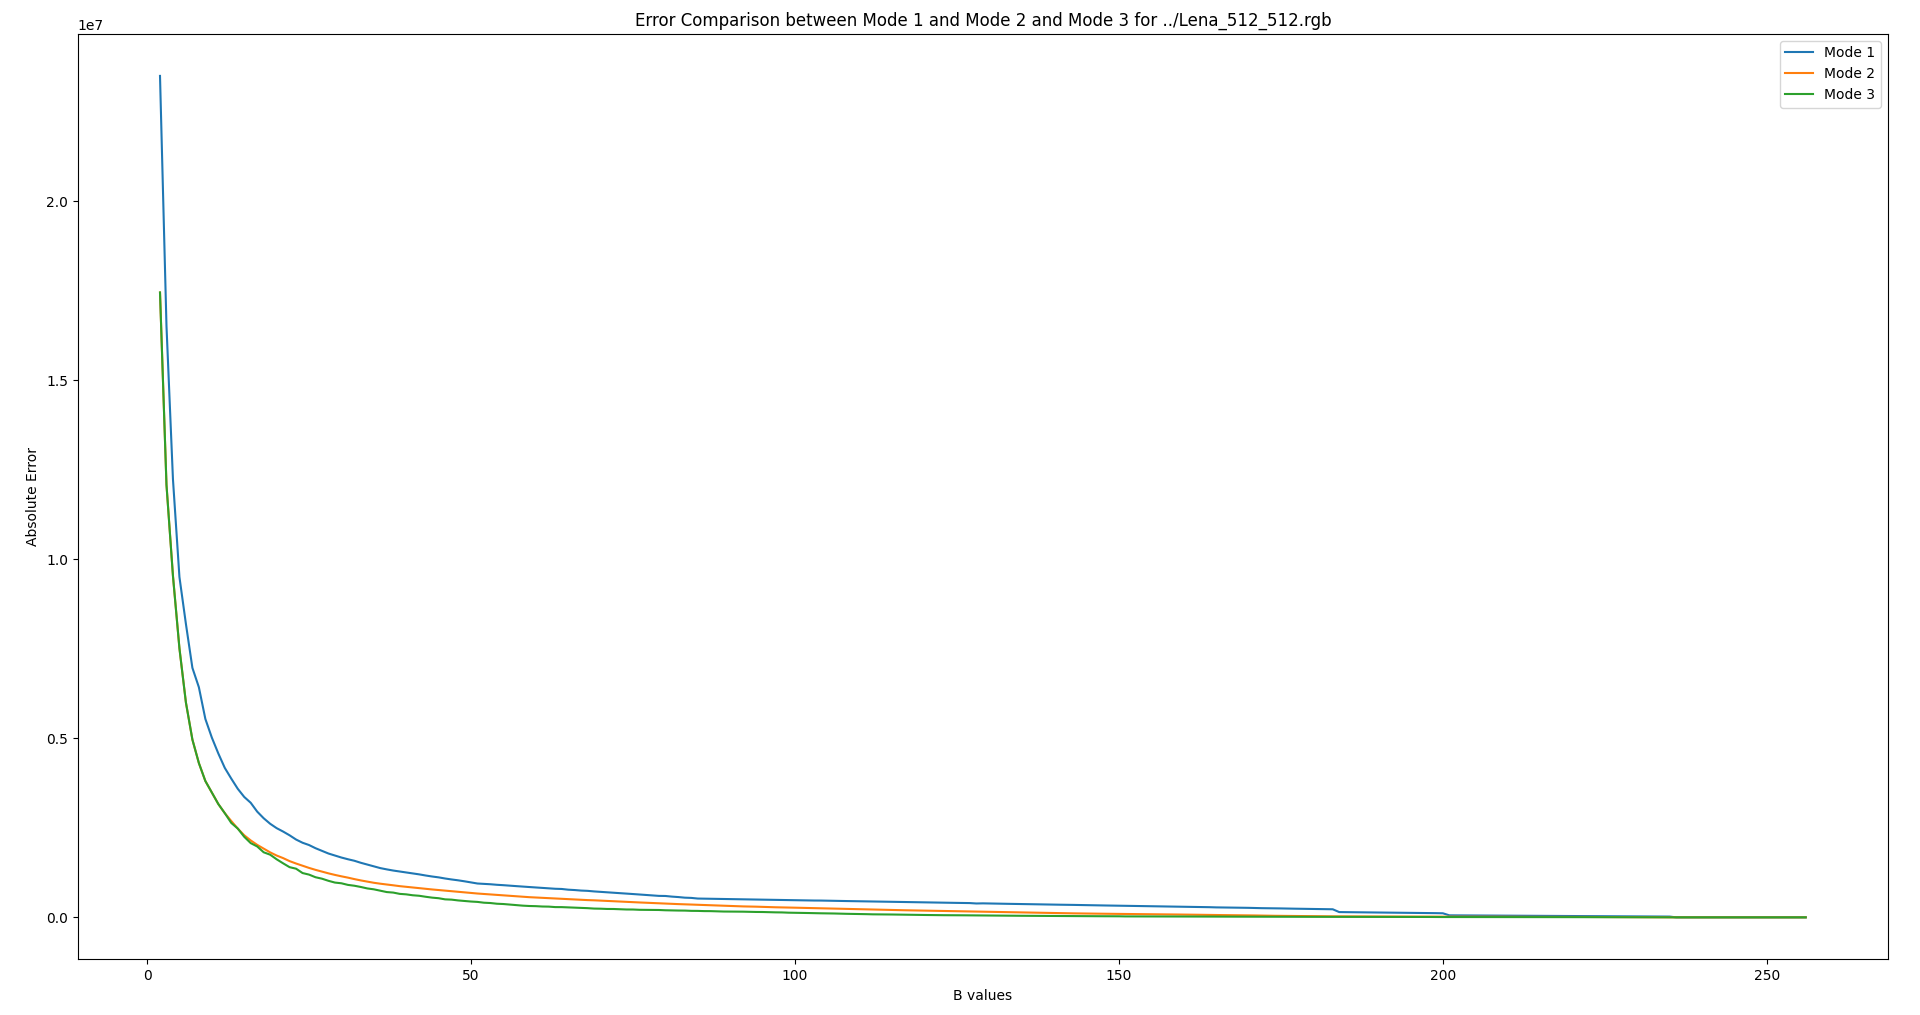 Error Comparison between Mode 1 and Mode 2 and Mode 3 for ../Lena_512_512.rgb
1e7
Mode 1
Mode 2
Mode 3
2.0
1.5
1.0
0.5
0.0
Absolute Error
0 50 100 150 200 250
B values